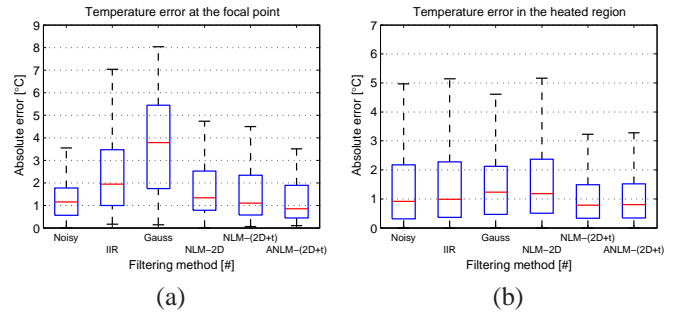 Temperature error at the focal point
9
8
7
6
5
4
3
2
1
0
Absolute error [°C]
Noisy
IIR
Gauss
NLM−2D
NLM−(2D+t)
ANLM−(2D+t)
Filtering method [#]
(a)
Temperature error in the heated region
7
6
5
4
3
2
1
0
Absolute error [°C]
Noisy
IIR
Gauss
NLM−2D
NLM−(2D+t)
ANLM−(2D+t)
Filtering method [#]
(b)